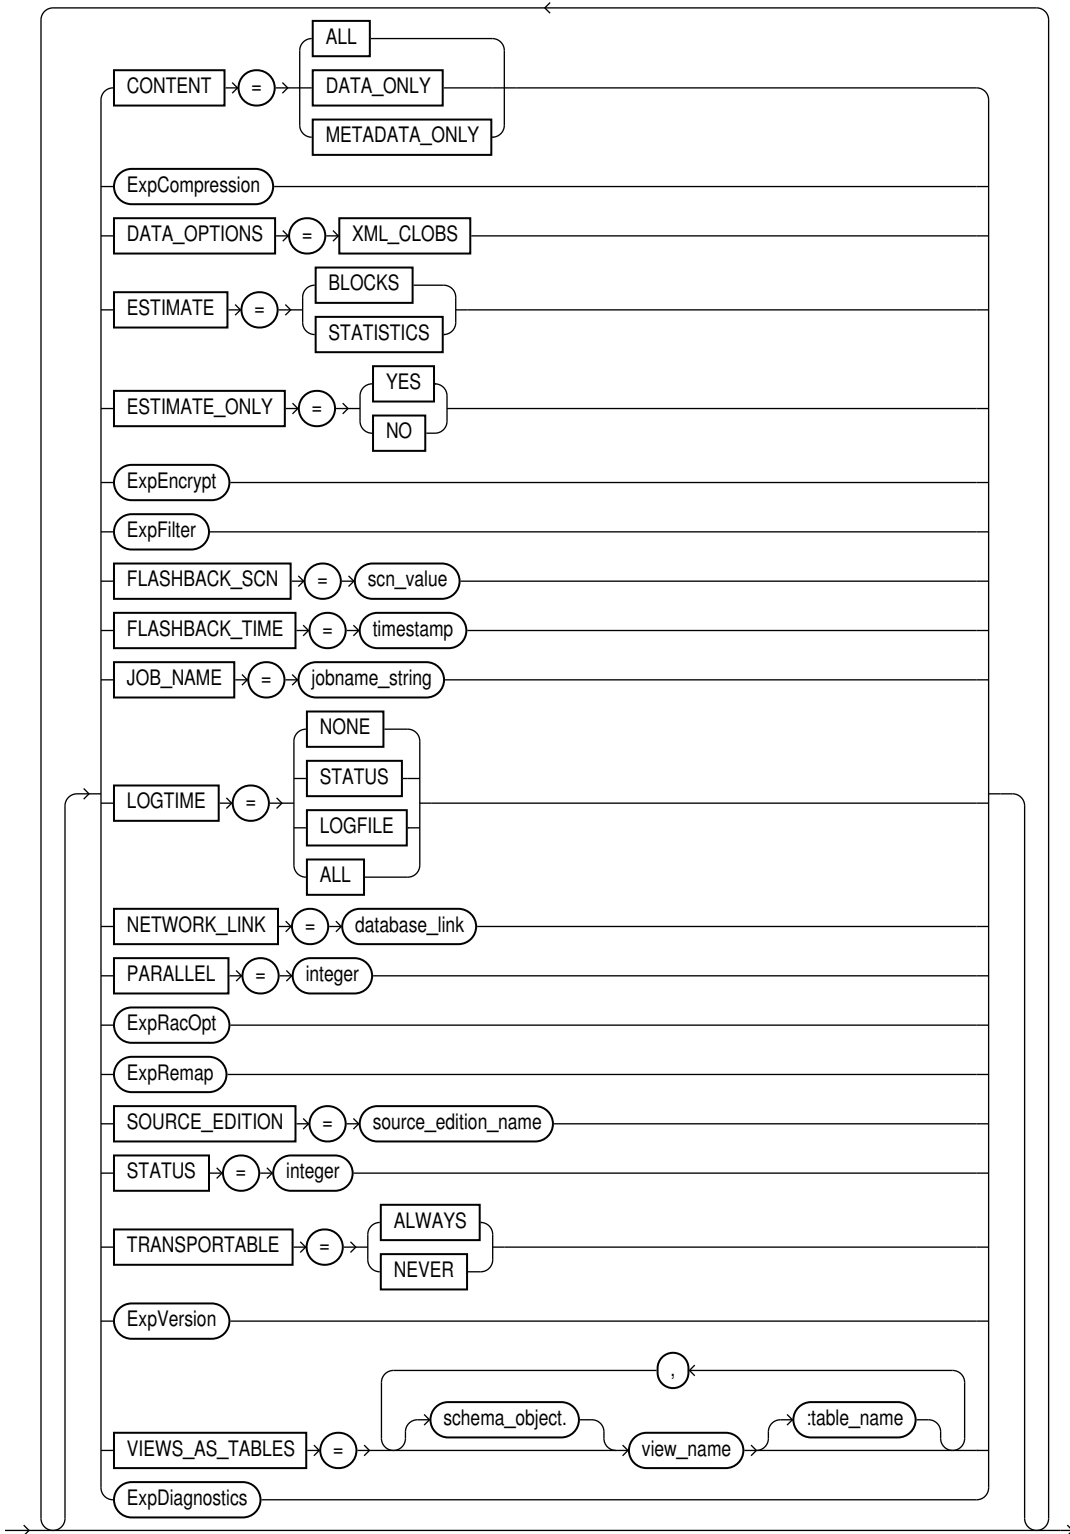 ALL
CONTENT = DATA_ONLY
METADATA_ONLY
ExpCompression
DATA_OPTIONS = XML_CLOBS
BLOCKS
ESTIMATE =
STATISTICS
YES
ESTIMATE_ONLY =
NO
ExpEncrypt
ExpFilter
FLASHBACK_SCN = scn_value
FLASHBACK_TIME = timestamp
JOB_NAME = jobname_string
NONE
STATUS
LOGTIME =
LOGFILE
ALL
NETWORK_LINK = database_link
PARALLEL = integer
ExpRacOpt
ExpRemap
SOURCE_EDITION = source_edition_name
STATUS = integer
ALWAYS
TRANSPORTABLE =
NEVER
ExpVersion
,
schema_object. :table_name
VIEWS_AS_TABLES = view_name
ExpDiagnostics